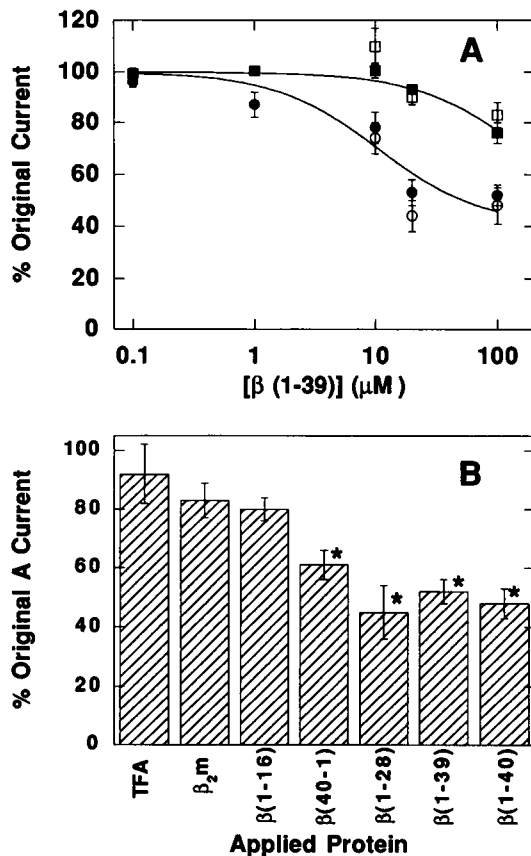 A
% Original Current
120
100
80
60
40
20
0
0.1 1 10 100
[β (1-39)] (μM)
B
% Original A Current
100
80
60
40
20
0
* * * *
TFA
β₂m
β(1-16)
β(40-1)
β(1-28)
β(1-39)
β(1-40)
Applied Protein